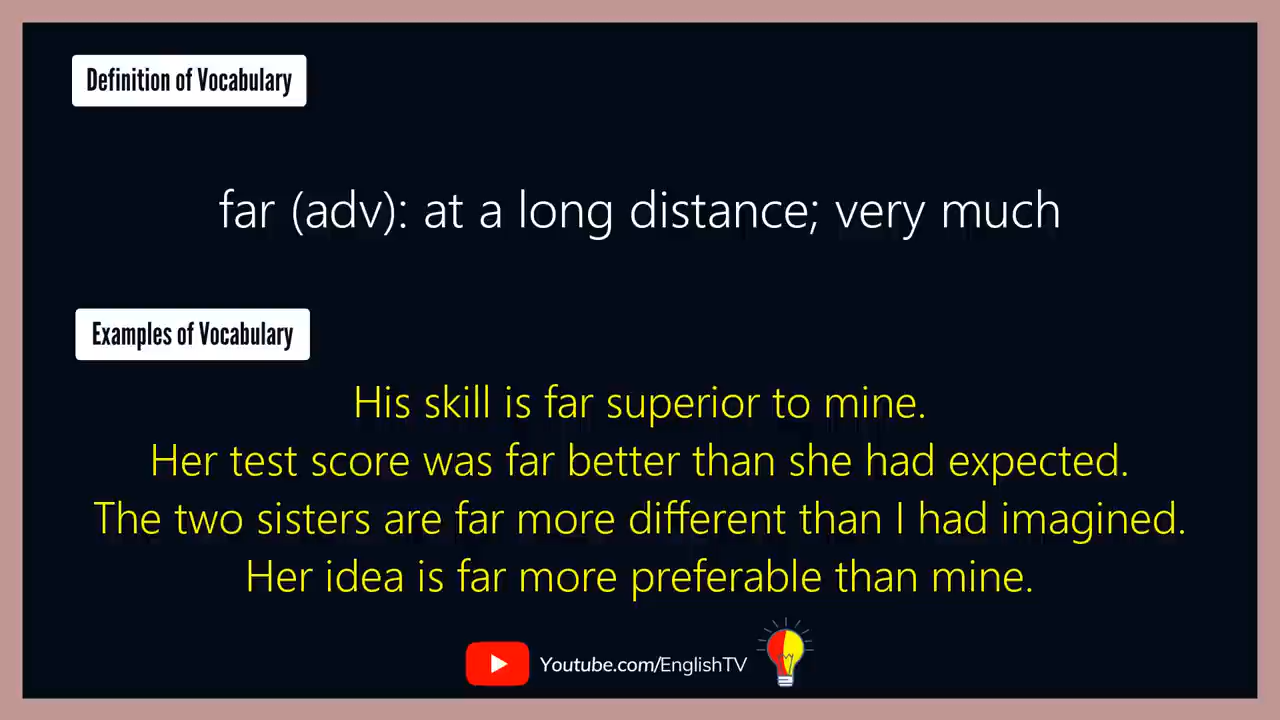 Definition of Vocabulary
far (adv): at a long distance; very much
Examples of Vocabulary
His skill is far superior to mine.
Her test score was far better than she had expected.
The two sisters are far more different than I had imagined.
Her idea is far more preferable than mine.
Youtube.com/EnglishTV